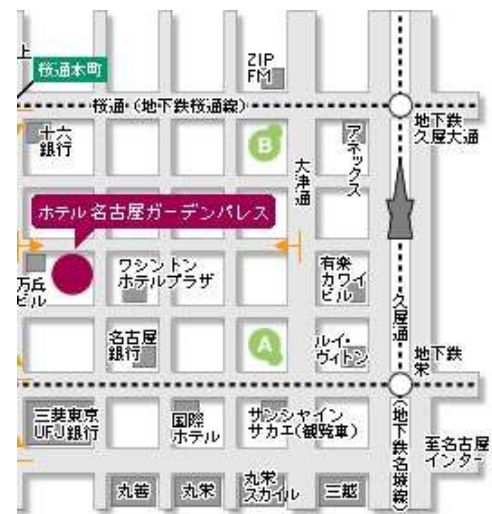 上
桜通本町
ZIP
FM
桜通(地下鉄桜通線)
地下鉄
久屋大通
十六
銀行
B
アネックス
大津通
ホテル名古屋ガーデンパレス
万兵
ビル
ワシントン
ホテルプラザ
有楽
カワイ
ビル
久屋通
名古屋
銀行
A
ルイ・
ヴィトン
地下鉄
栄
三菱東京
UFJ銀行
国際
ホテル
サンシャイン
サカエ(観覧車)
(地下鉄名城線)
至名古屋
インター
丸善
丸栄
丸栄
スカイル
三越